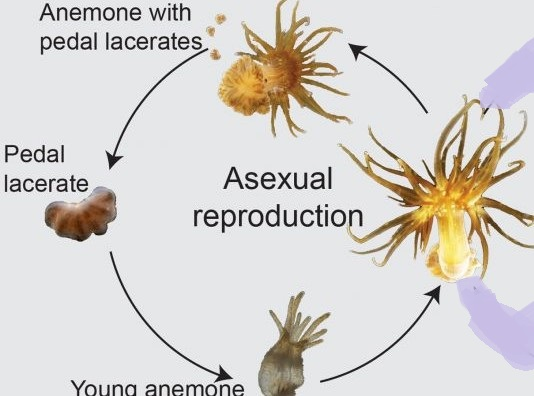 Anemone with
pedal lacerates
Pedal
lacerate
Asexual
reproduction
Young anemone